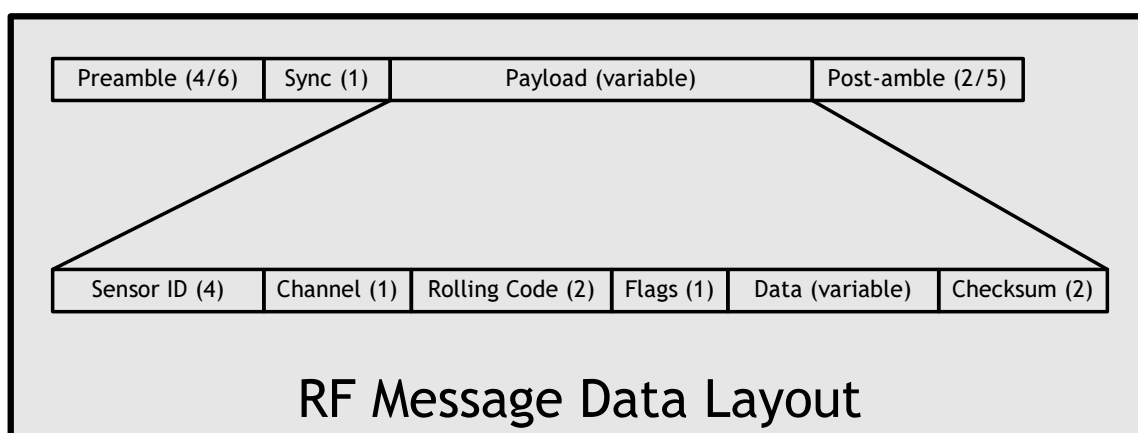 Preamble (4/6) Sync (1) Payload (variable) Post-amble (2/5)
Sensor ID (4) Channel (1) Rolling Code (2) Flags (1) Data (variable) Checksum (2)
RF Message Data Layout